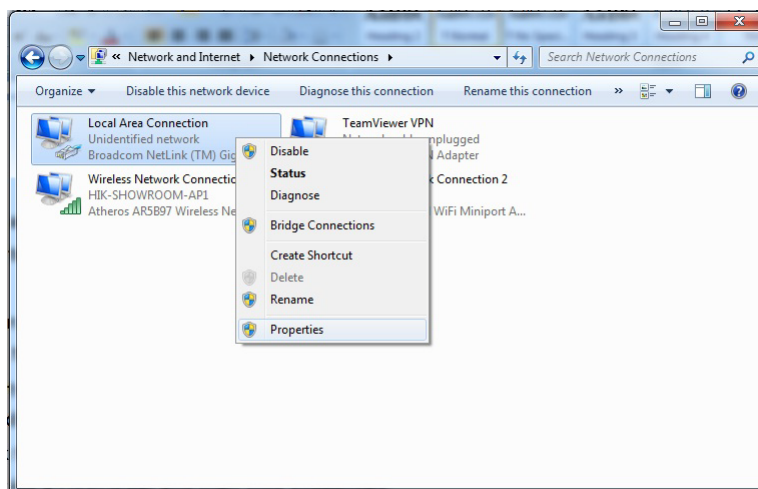 « Network and Internet ▸ Network Connections ▸
Search Network Connections
Organize ▾ Disable this network device Diagnose this connection Rename this connection »
Local Area Connection
Unidentified network
Broadcom NetLink (TM) Gig
TeamViewer VPN
nplugged
Adapter
Wireless Network Connectio
HIK-SHOWROOM-AP1
Atheros AR5B97 Wireless Ne
Connection 2
WiFi Miniport A...
Disable
Status
Diagnose
Bridge Connections
Create Shortcut
Delete
Rename
Properties